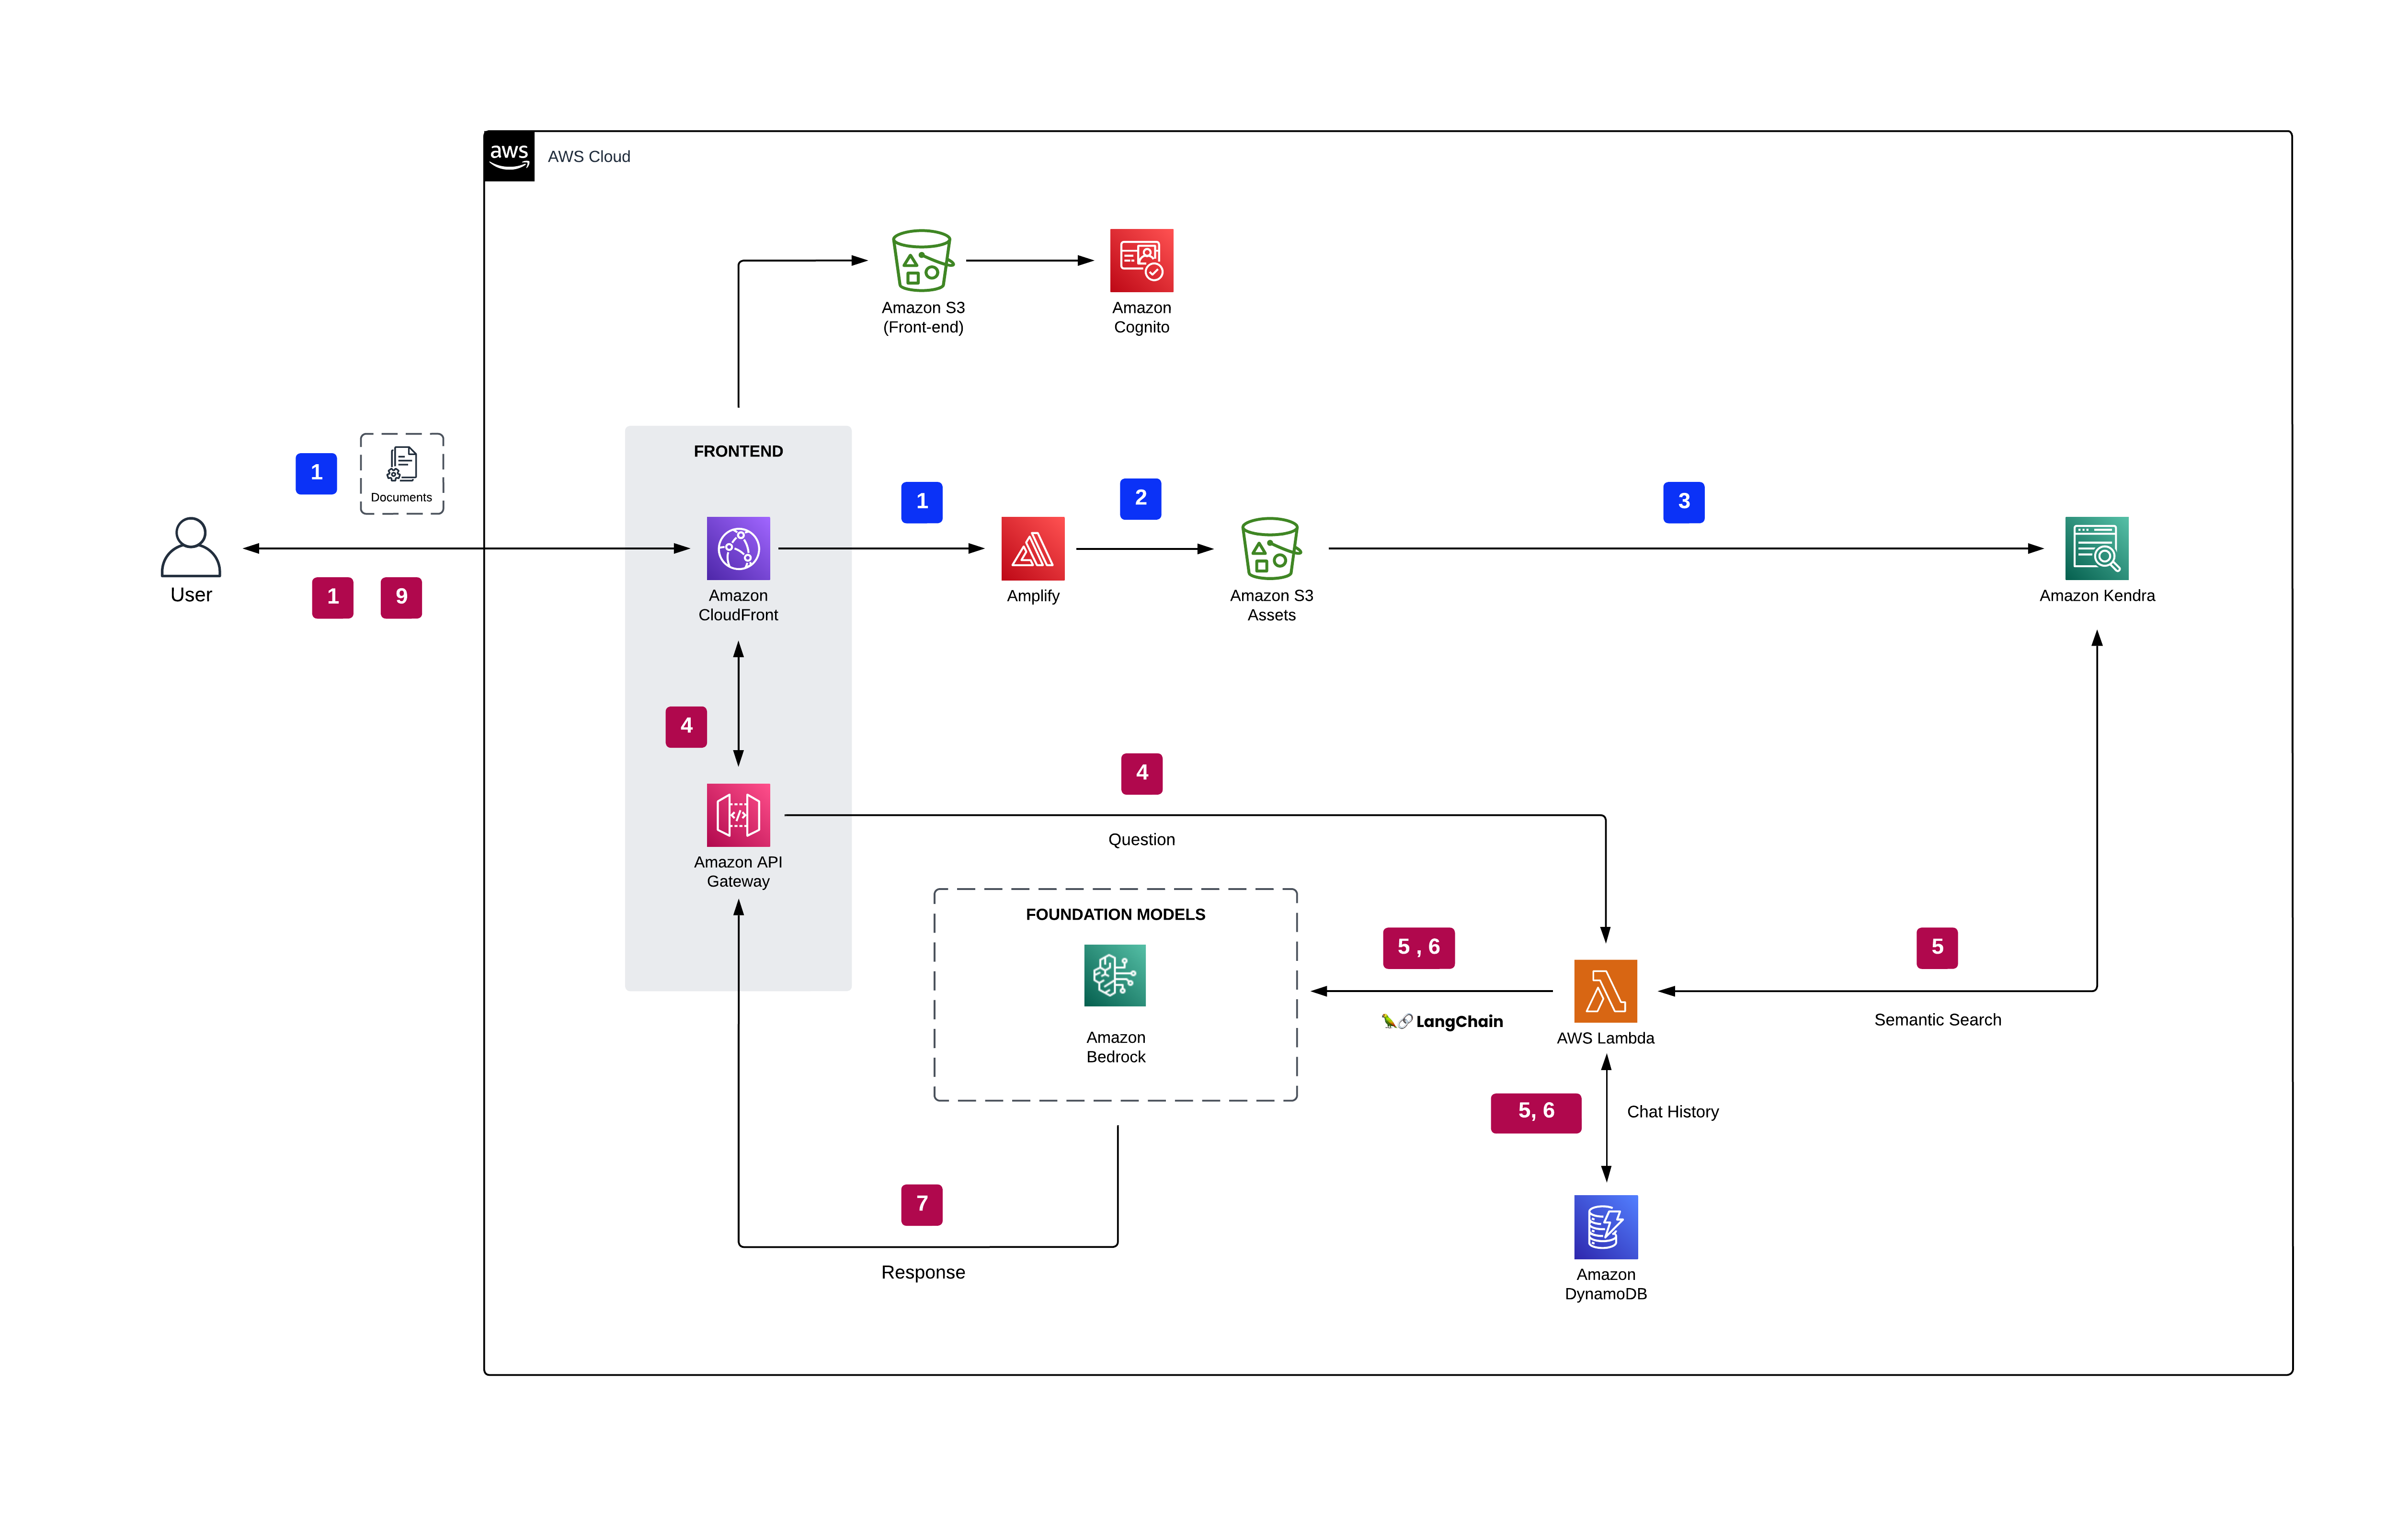 aws
AWS Cloud
Amazon S3
(Front-end)
Amazon
Cognito
1
Documents
User
1
9
FRONTEND
Amazon
CloudFront
1
Amplify
2
Amazon S3
Assets
3
Amazon Kendra
4
Amazon API
Gateway
4
Question
FOUNDATION MODELS
Amazon
Bedrock
5 , 6
LangChain
AWS Lambda
5
Semantic Search
5, 6
Chat History
7
Response
Amazon
DynamoDB